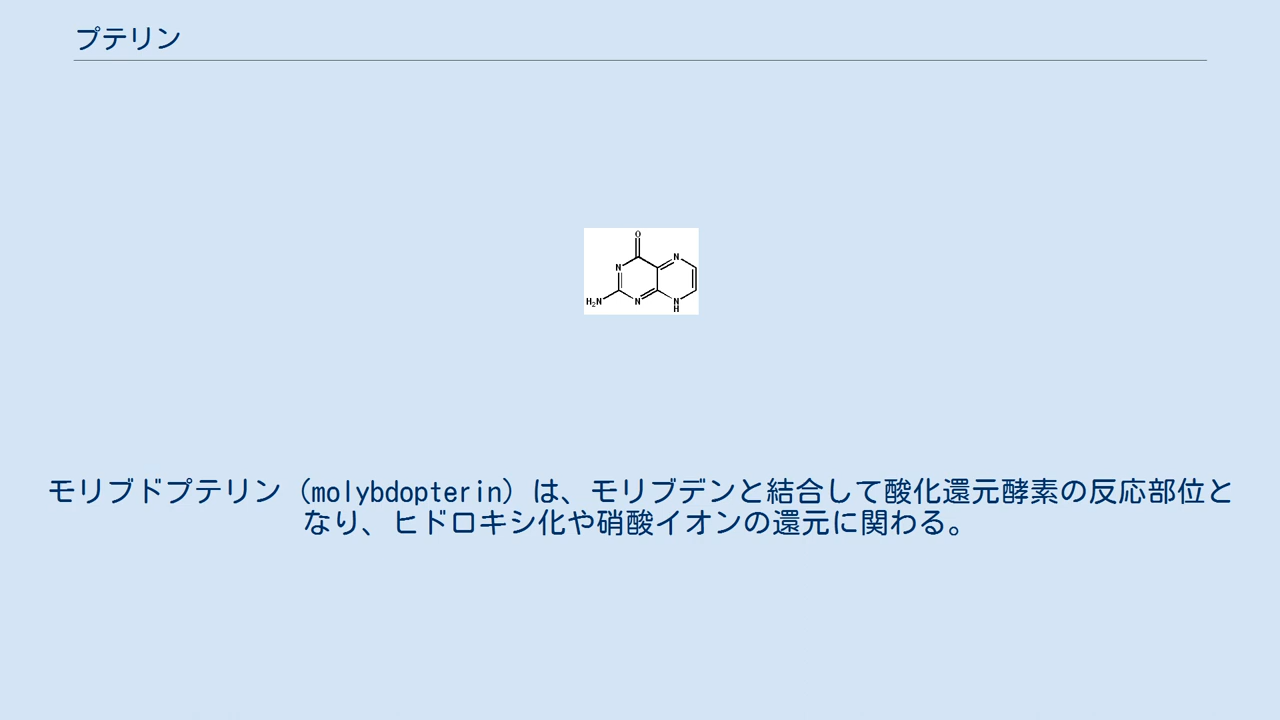 プテリン
O
N
N
H₂N
N
N
H
モリブドプテリン（molybdopterin）は、モリブデンと結合して酸化還元酵素の反応部位と
なり、ヒドロキシ化や硝酸イオンの還元に関わる。